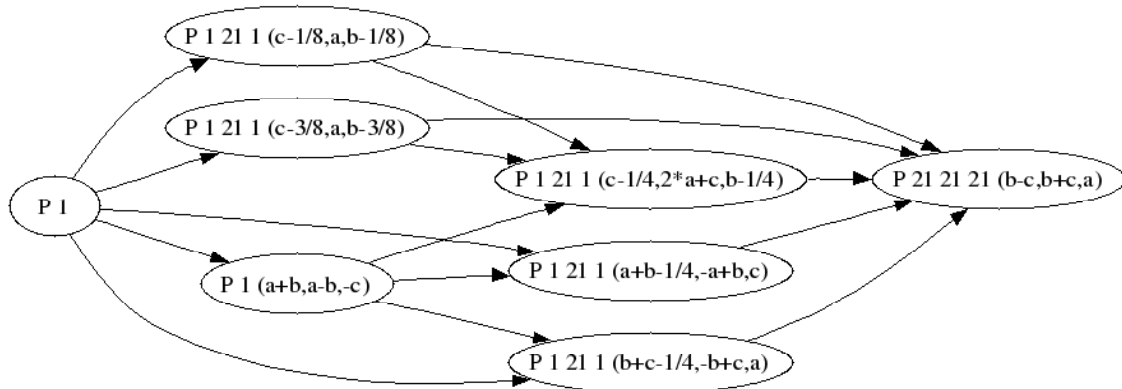 P 1 21 1 (c-1/8,a,b-1/8)
P 1 21 1 (c-3/8,a,b-3/8)
P 1 21 1 (c-1/4,2*a+c,b-1/4)
P 21 21 21 (b-c,b+c,a)
P 1
P 1 21 1 (a+b-1/4,-a+b,c)
P 1 (a+b,a-b,-c)
P 1 21 1 (b+c-1/4,-b+c,a)